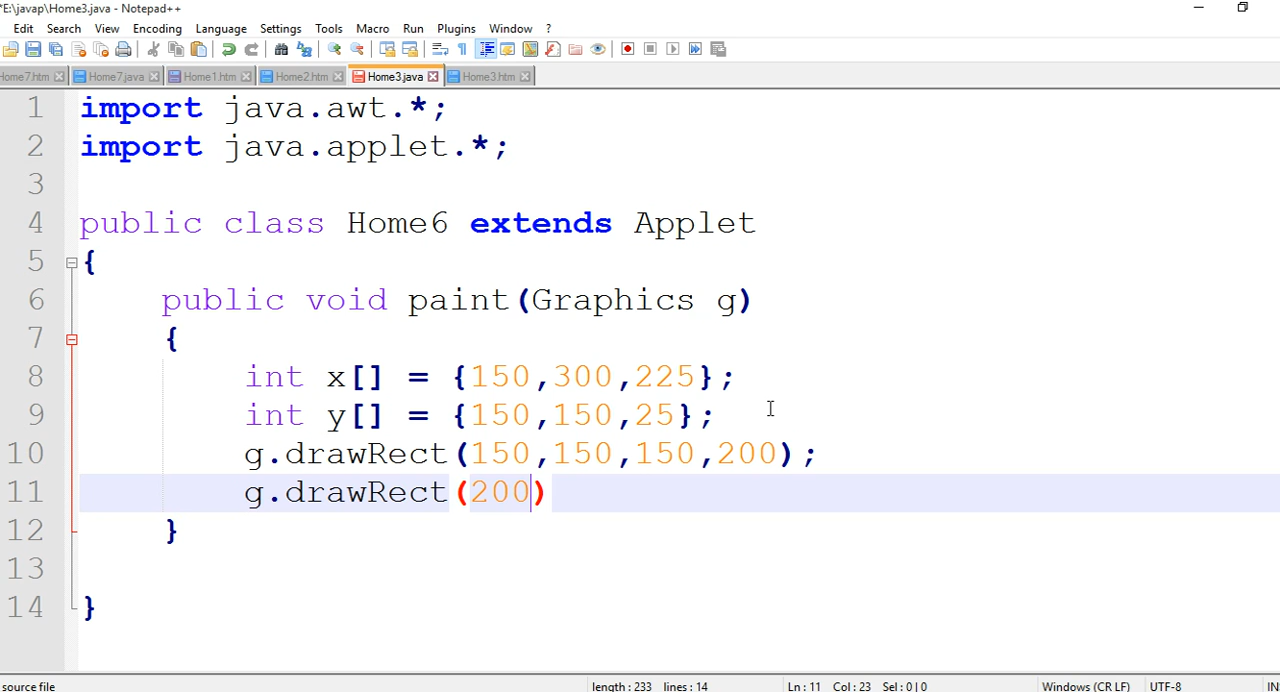 *E:\javap\Home3.java - Notepad++
Edit Search View Encoding Language Settings Tools Macro Run Plugins Window ?
Home7.htm Home7.java Home1.htm Home2.htm Home3.java Home3.htm
1 import java.awt.*;
2 import java.applet.*;
3
4 public class Home6 extends Applet
5 {
6 public void paint(Graphics g)
7 {
8 int x[] = {150,300,225};
9 int y[] = {150,150,25};
10 g.drawRect(150,150,150,200);
11 g.drawRect(200)
12 }
13
14 }
source file length : 233 lines : 14 Ln : 11 Col : 23 Sel : 0 | 0 Windows (CR LF) UTF-8 IN